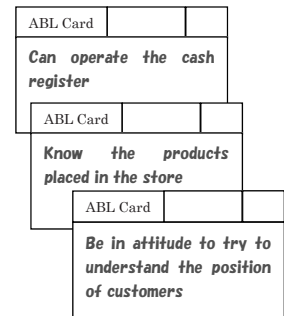 ABL Card
Can operate the cash
register
ABL Card
Know the products
placed in the store
ABL Card
Be in attitude to try to
understand the position
of customers